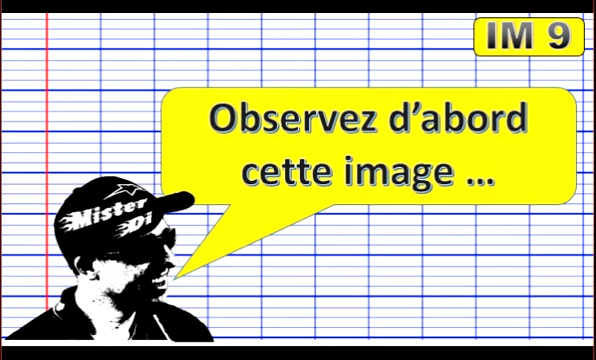 IM 9
Observez d’abord
cette image ...
Mister
Di